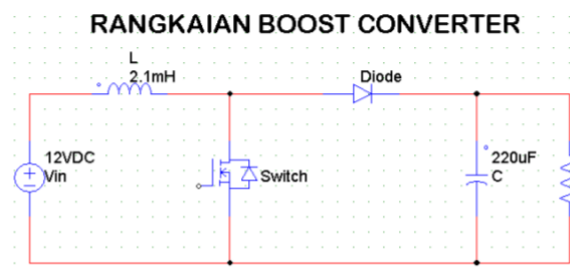 RANGKAIAN BOOST CONVERTER
L
2.1mH
Diode
12VDC
Vin
Switch
220uF
C